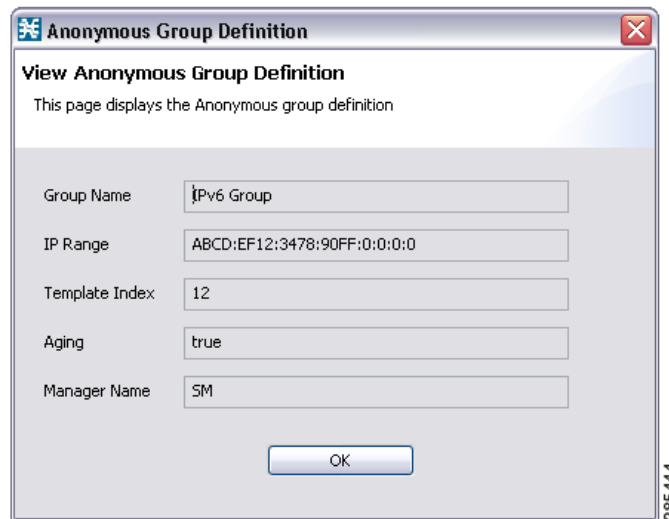 Anonymous Group Definition
View Anonymous Group Definition
This page displays the Anonymous group definition
Group Name IPv6 Group
IP Range ABCD:EF12:3478:90FF:0:0:0:0
Template Index 12
Aging true
Manager Name SM
OK